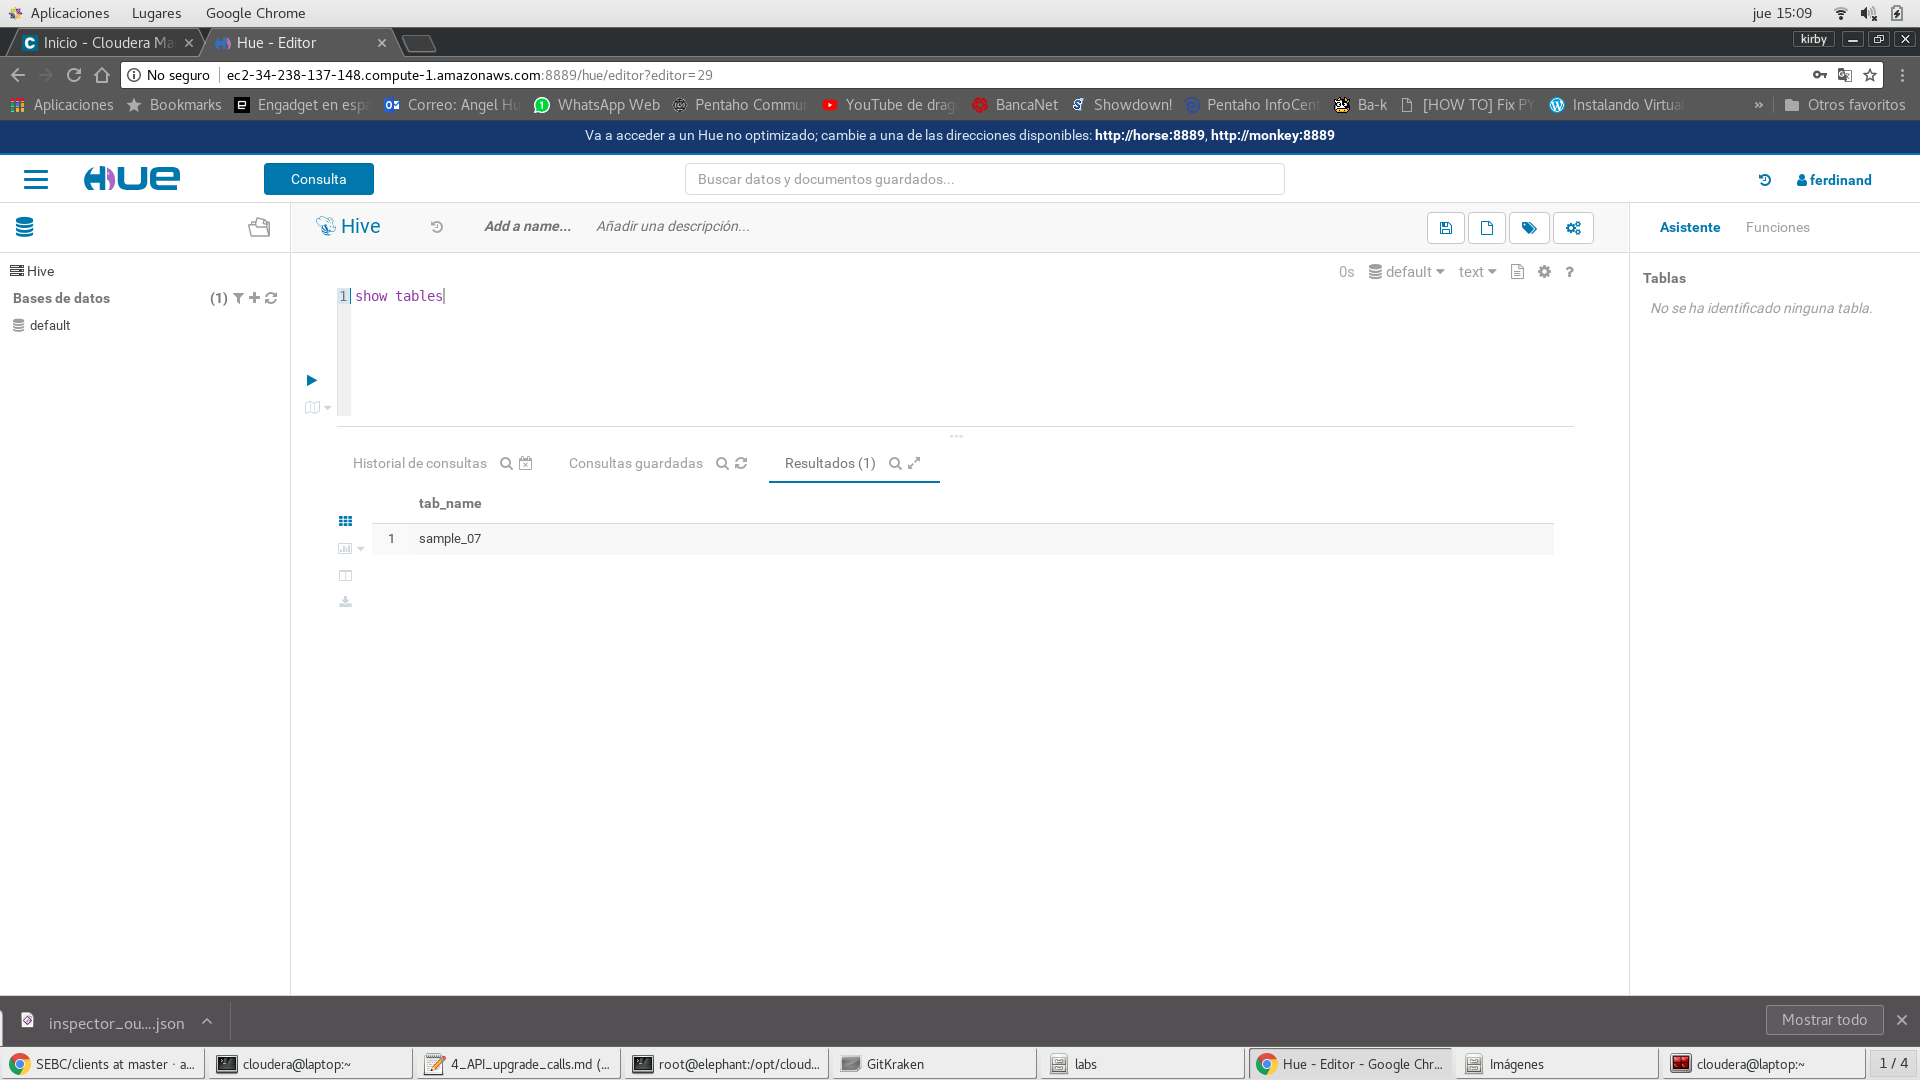 Aplicaciones Lugares Google Chrome jue 15:09
Inicio - Cloudera Ma Hue - Editor kirby
No seguro ec2-34-238-137-148.compute-1.amazonaws.com:8889/hue/editor?editor=29
Aplicaciones Bookmarks Engadget en espa Correo: Angel Hu WhatsApp Web Pentaho Commun YouTube de drag BancaNet Showdown! Pentaho InfoCent Ba-k [HOW TO] Fix PY Instalando Virtual » Otros favoritos
Va a acceder a un Hue no optimizado; cambie a una de las direcciones disponibles: http://horse:8889, http://monkey:8889
HUE Consulta Buscar datos y documentos guardados... ferdinand
Hive Add a name... Añadir una descripción... Asistente Funciones
Hive 0s default text ?
Tablas
Bases de datos (1)
1 show tables
No se ha identificado ninguna tabla.
default
Historial de consultas Consultas guardadas Resultados (1)
tab_name
1 sample_07
inspector_ou....json Mostrar todo
SEBC/clients at master · a... cloudera@laptop:~ 4_API_upgrade_calls.md (... root@elephant:/opt/cloud... GitKraken labs Hue - Editor - Google Chr... Imágenes cloudera@laptop:~ 1 / 4